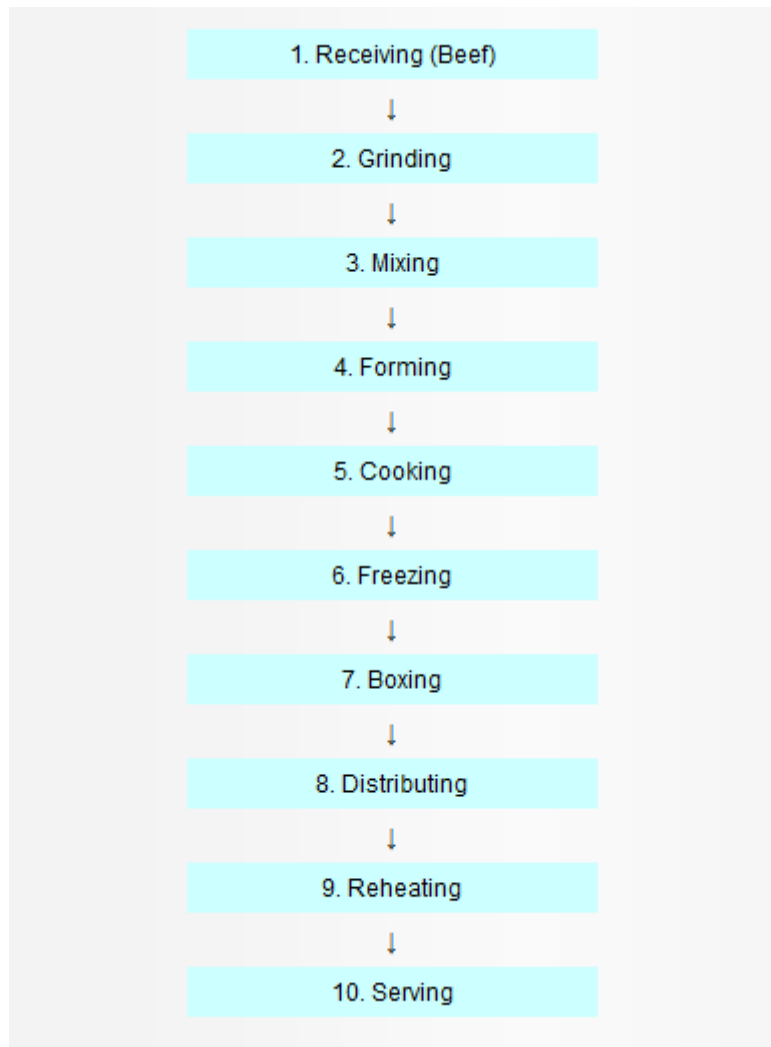 1. Receiving (Beef)
↓
2. Grinding
↓
3. Mixing
↓
4. Forming
↓
5. Cooking
↓
6. Freezing
↓
7. Boxing
↓
8. Distributing
↓
9. Reheating
↓
10. Serving